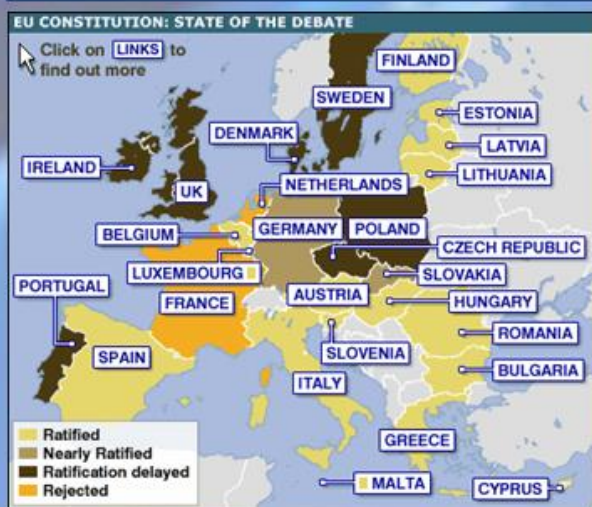 EU CONSTITUTION: STATE OF THE DEBATE
Click on LINKS to
find out more
FINLAND
SWEDEN
ESTONIA
DENMARK
LATVIA
IRELAND
LITHUANIA
NETHERLANDS
UK
GERMANY
POLAND
BELGIUM
CZECH REPUBLIC
LUXEMBOURG
SLOVAKIA
PORTUGAL
AUSTRIA
FRANCE
HUNGARY
ROMANIA
SPAIN
SLOVENIA
BULGARIA
ITALY
GREECE
Ratified
Nearly Ratified
Ratification delayed
Rejected
MALTA
CYPRUS